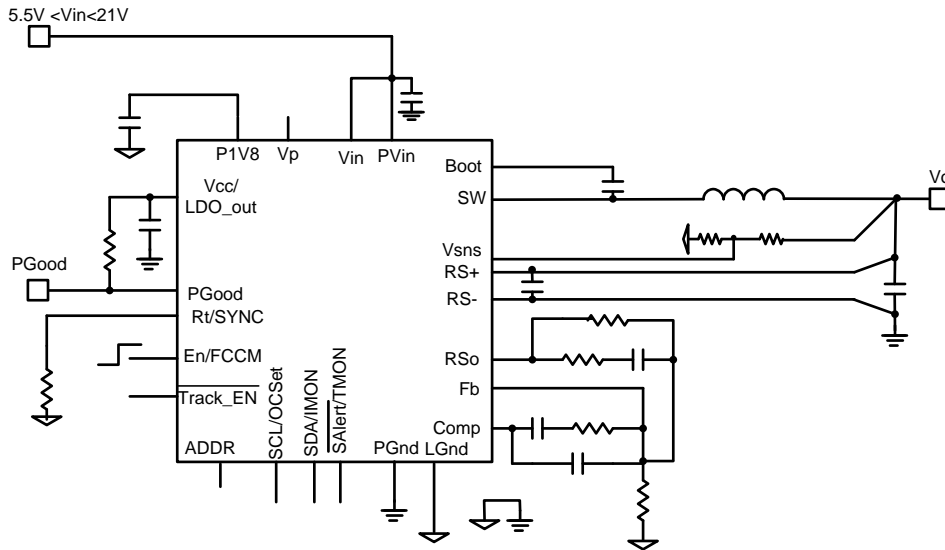 5.5V <Vin<21V
P1V8
Vp
Vin
PVin
Boot
Vcc/
LDO_out
SW
Vsns
PGood
RS+
PGood
RS-
Rt/SYNC
En/FCCM
RSo
Fb
Track_EN
Comp
ADDR
SCL/OCSet
SDA/IMON
SAlert/TMON
PGnd
LGnd